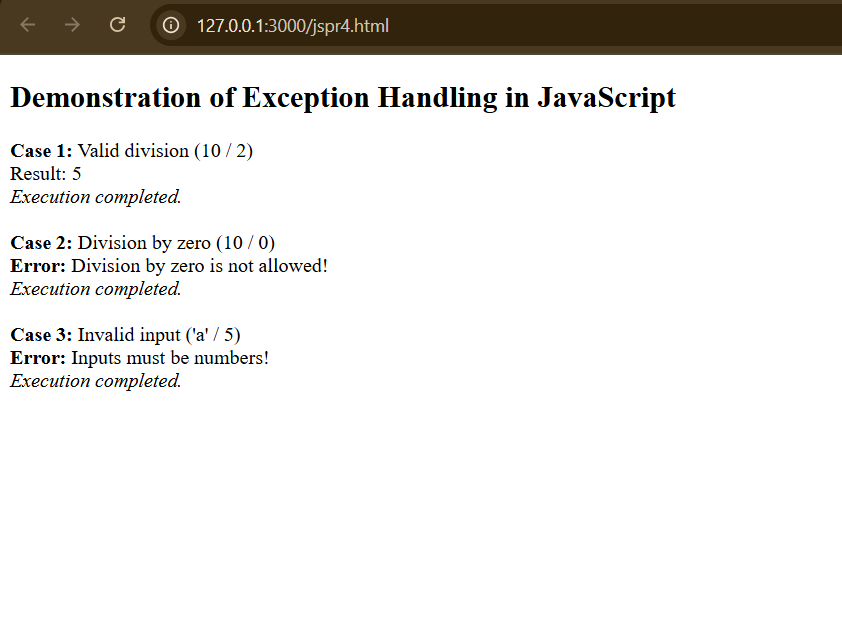 127.0.0.1:3000/jspr4.html
Demonstration of Exception Handling in JavaScript
Case 1: Valid division (10 / 2)
Result: 5
Execution completed.
Case 2: Division by zero (10 / 0)
Error: Division by zero is not allowed!
Execution completed.
Case 3: Invalid input ('a' / 5)
Error: Inputs must be numbers!
Execution completed.